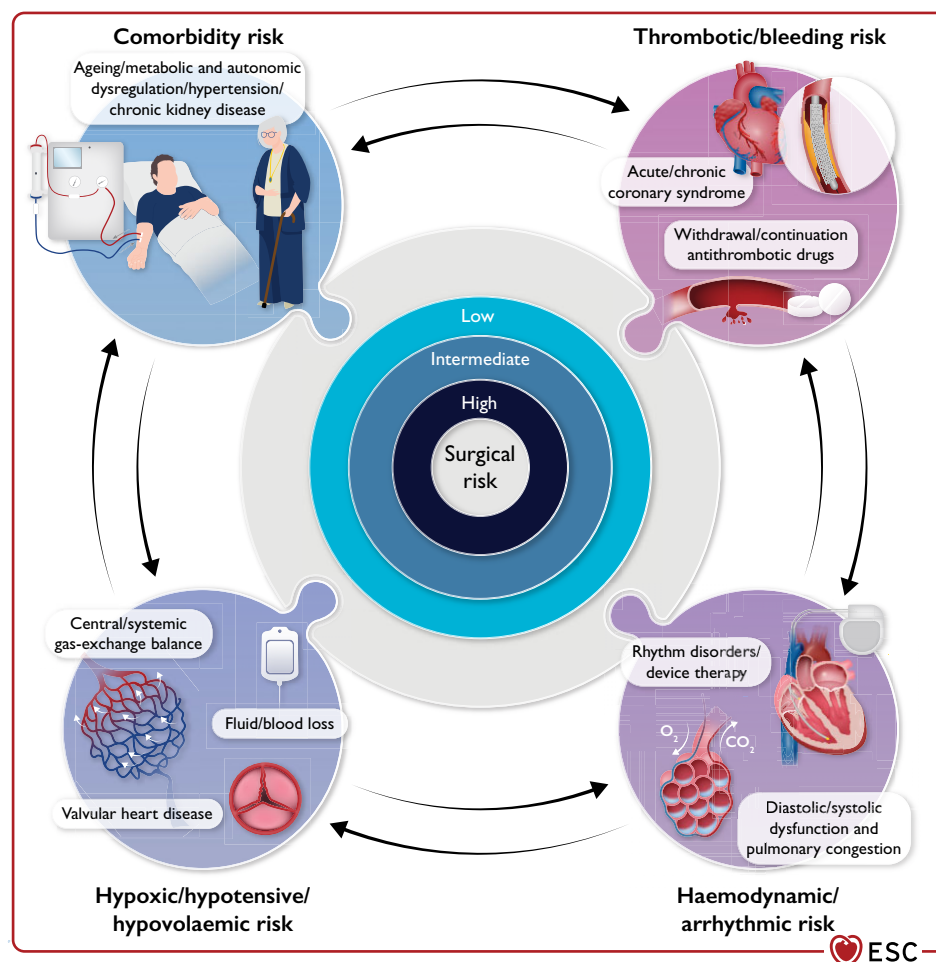 Comorbidity risk
Ageing/metabolic and autonomic
dysregulation/hypertension/
chronic kidney disease
Thrombotic/bleeding risk
Acute/chronic
coronary syndrome
Withdrawal/continuation
antithrombotic drugs
Low
Intermediate
High
Surgical
risk
Central/systemic
gas-exchange balance
Fluid/blood loss
Valvular heart disease
Hypoxic/hypotensive/
hypovolaemic risk
Rhythm disorders/
device therapy
O₂
CO₂
Diastolic/systolic
dysfunction and
pulmonary congestion
Haemodynamic/
arrhythmic risk
ESC